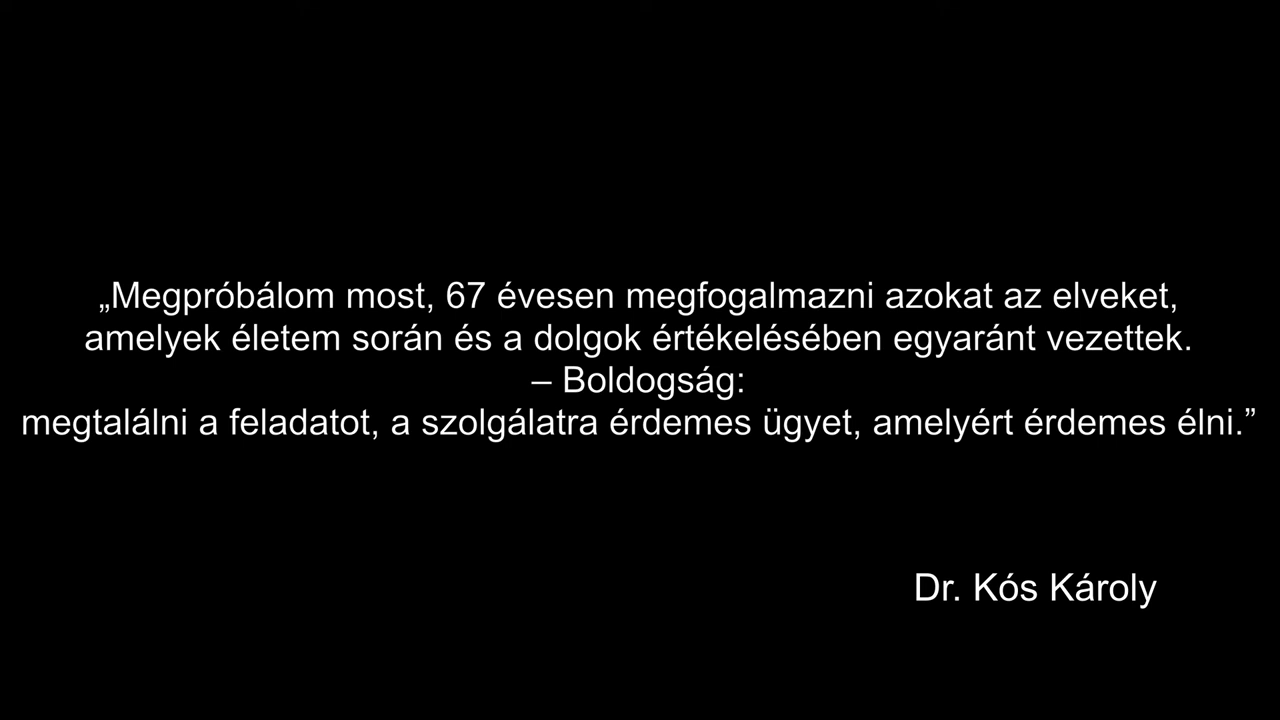 „Megpróbálom most, 67 évesen megfogalmazni azokat az elveket,
amelyek életem során és a dolgok értékelésében egyaránt vezettek.
– Boldogság:
megtalálni a feladatot, a szolgálatra érdemes ügyet, amelyért érdemes élni.”
Dr. Kós Károly